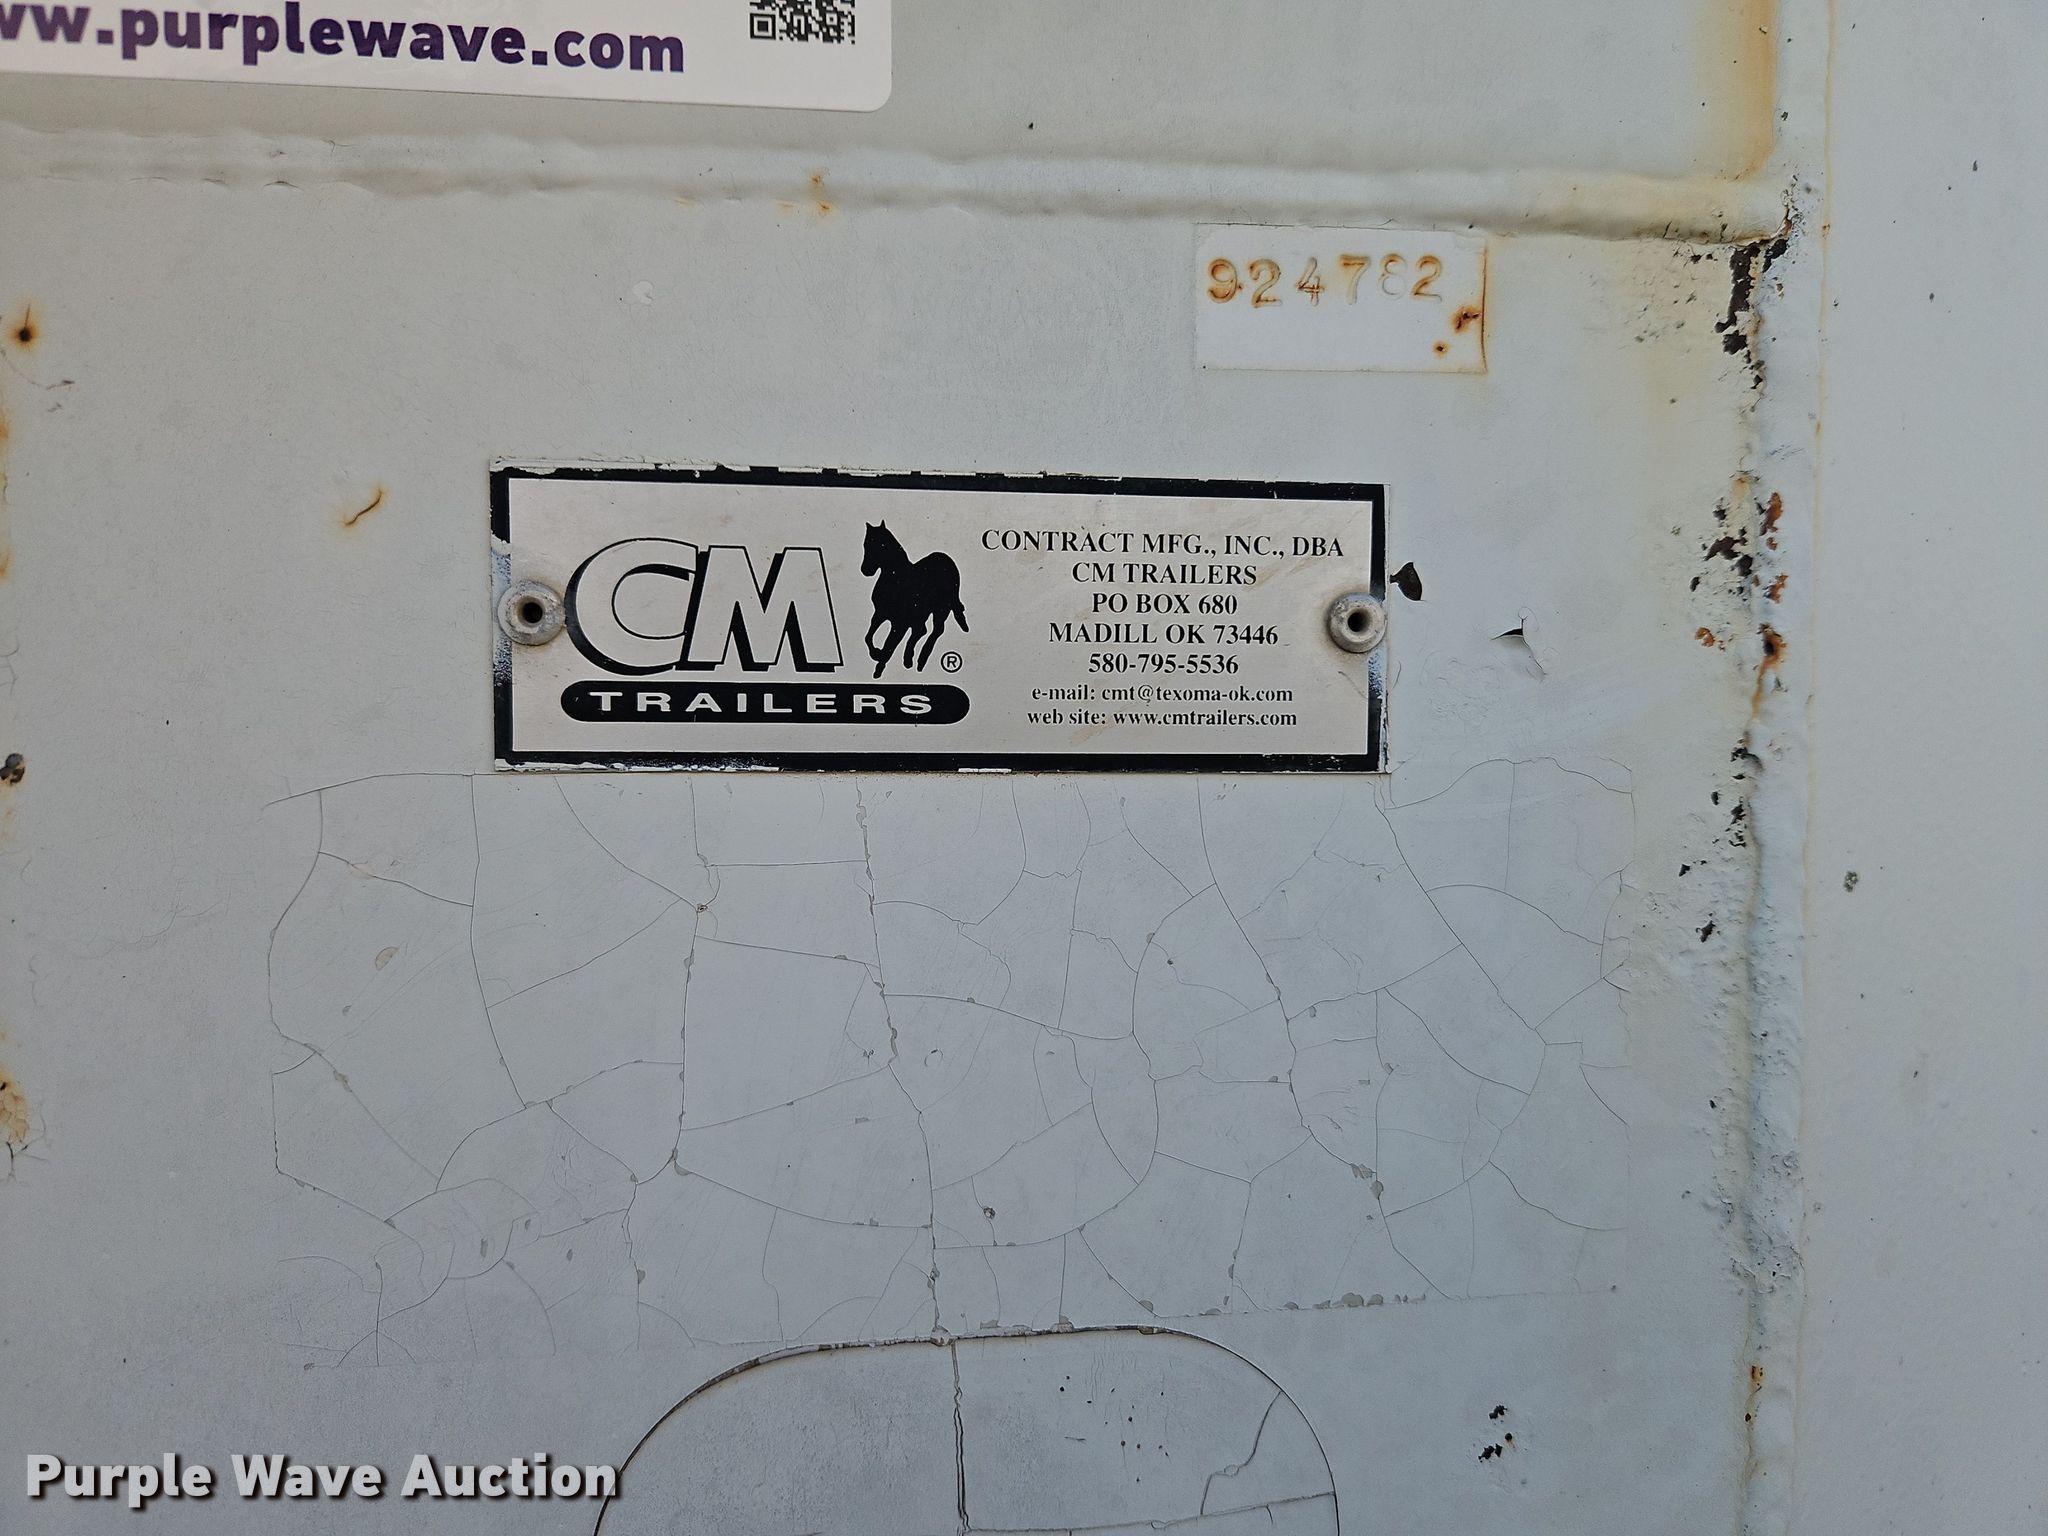 ww.purplewave.com
924782
CM
TRAILERS
®
CONTRACT MFG., INC., DBA
CM TRAILERS
PO BOX 680
MADILL OK 73446
580-795-5536
e-mail: cmt@texoma-ok.com
web site: www.cmtrailers.com
Purple Wave Auction